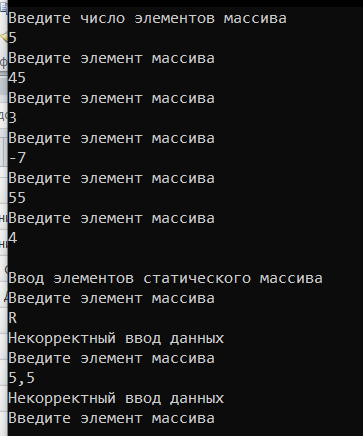 Введите число элементов массива
5
Введите элемент массива
45
Введите элемент массива
3
Введите элемент массива
-7
Введите элемент массива
55
Введите элемент массива
4
Ввод элементов статического массива
Введите элемент массива
R
Некорректный ввод данных
Введите элемент массива
5,5
Некорректный ввод данных
Введите элемент массива